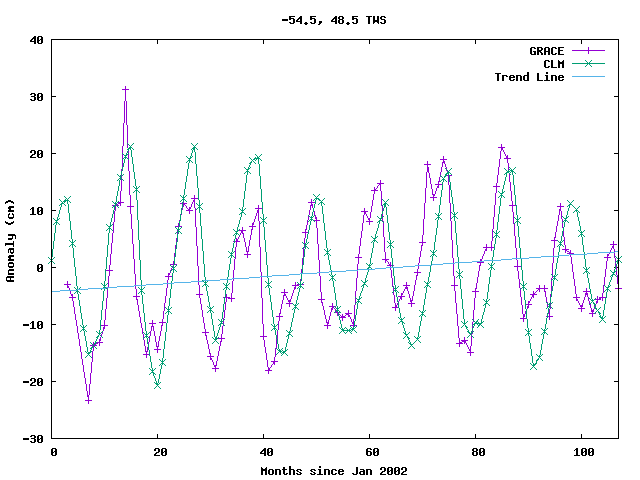 -54.5, 48.5 TWS
GRACE
CLM
Trend Line
40
30
20
10
0
-10
-20
-30
Anomaly (cm)
0 20 40 60 80 100
Months since Jan 2002